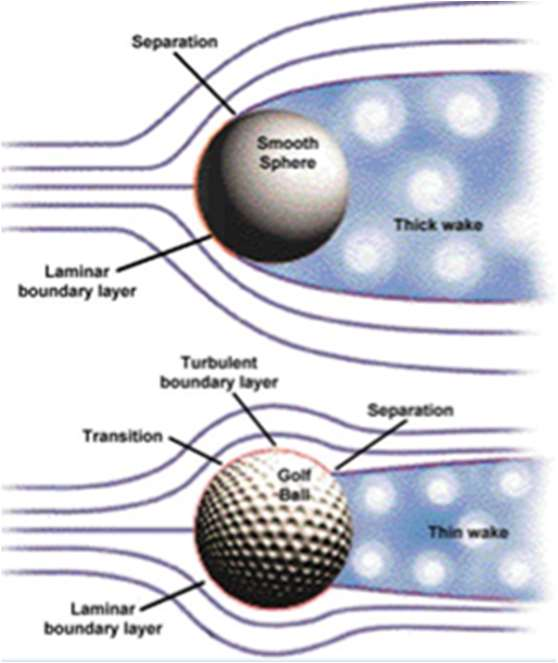 Separation
Smooth
Sphere
Thick wake
Laminar
boundary layer
Turbulent
boundary layer
Separation
Transition
Golf
Ball
Thin wake
Laminar
boundary layer